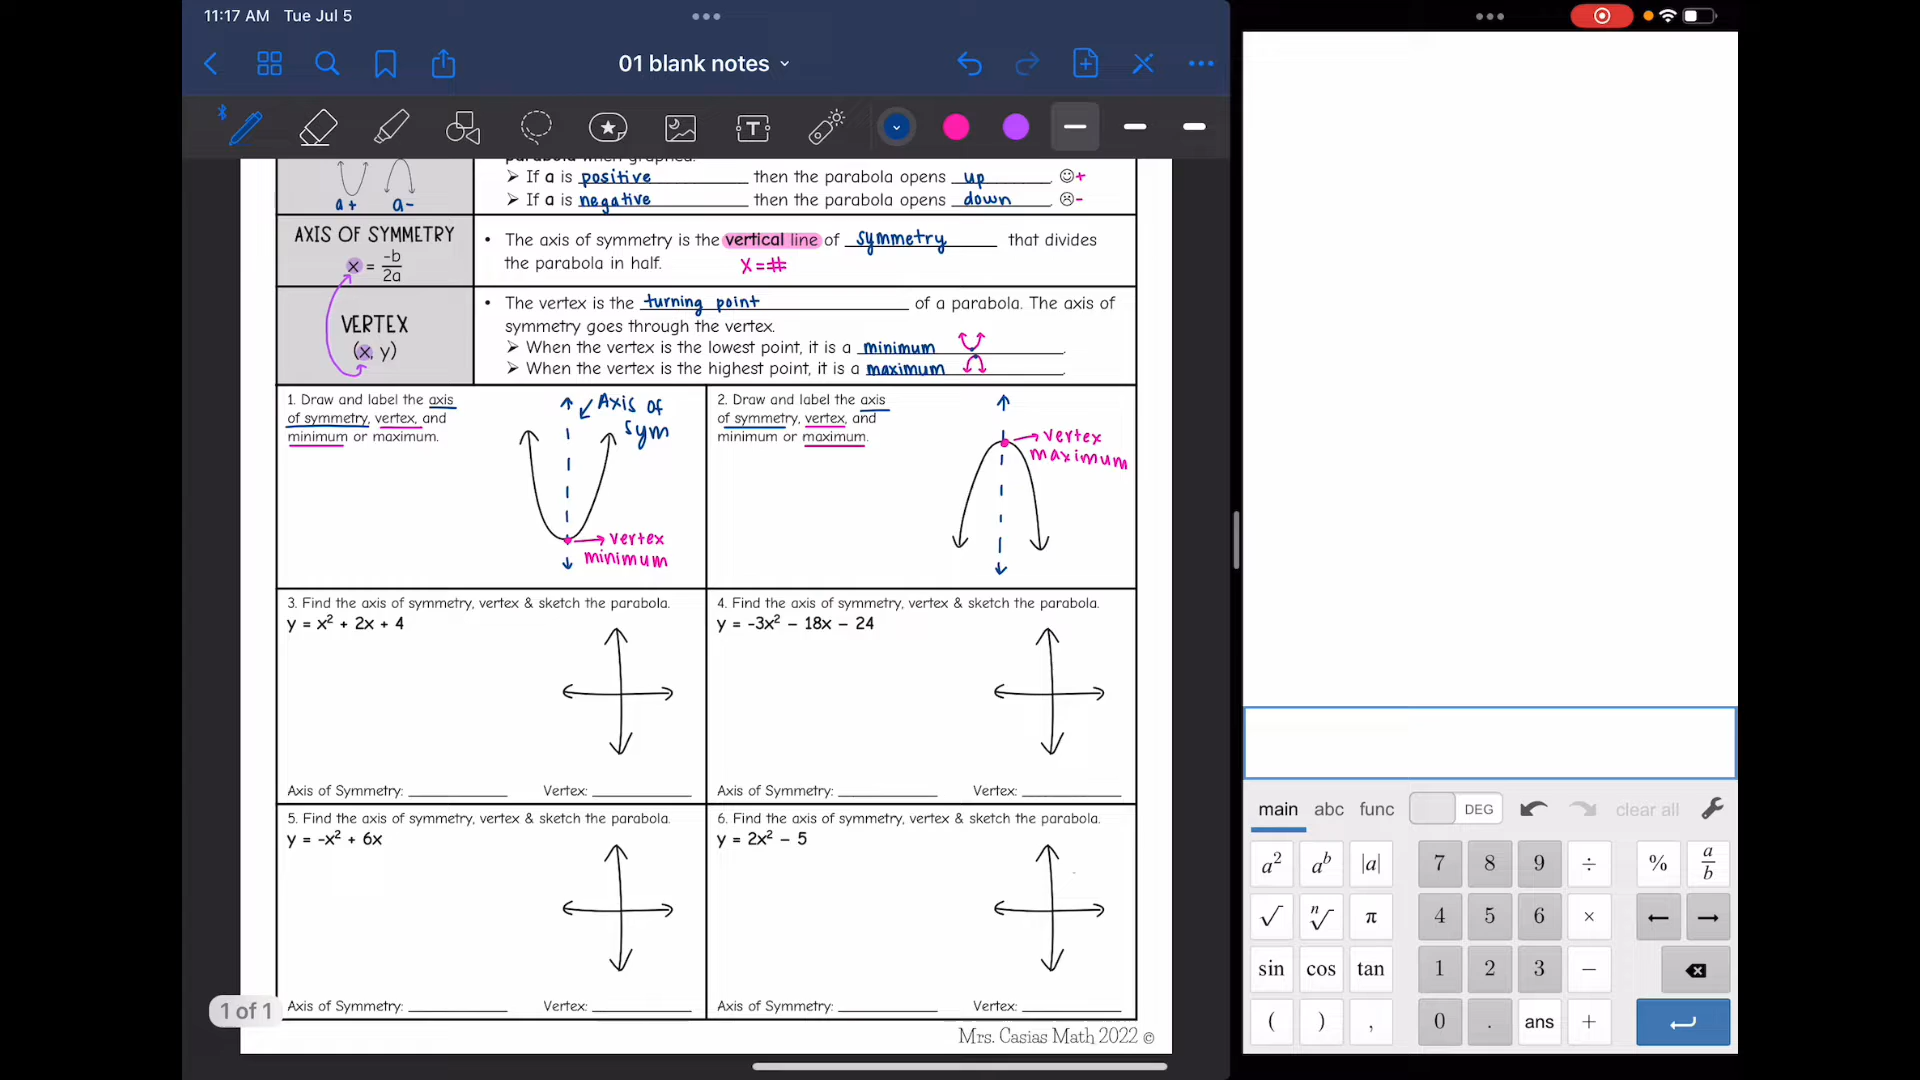 11:17 AM Tue Jul 5
01 blank notes
parabola when graphed.
➤ If a is positive then the parabola opens up ☺+
➤ If a is negative then the parabola opens down ☹-
a+ a-
AXIS OF SYMMETRY
x = -b/2a
• The axis of symmetry is the vertical line of symmetry that divides
the parabola in half. X = #
VERTEX
(x, y)
• The vertex is the turning point of a parabola. The axis of
symmetry goes through the vertex.
➤ When the vertex is the lowest point, it is a minimum.
➤ When the vertex is the highest point, it is a maximum.
1. Draw and label the axis
of symmetry, vertex, and
minimum or maximum.
Axis of
sym
vertex
minimum
2. Draw and label the axis
of symmetry, vertex, and
minimum or maximum.
vertex
maximum
3. Find the axis of symmetry, vertex & sketch the parabola.
y = x² + 2x + 4
Axis of Symmetry: Vertex:
4. Find the axis of symmetry, vertex & sketch the parabola.
y = -3x² – 18x – 24
Axis of Symmetry: Vertex:
5. Find the axis of symmetry, vertex & sketch the parabola.
y = -x² + 6x
Axis of Symmetry: Vertex:
6. Find the axis of symmetry, vertex & sketch the parabola.
y = 2x² – 5
Axis of Symmetry: Vertex:
1 of 1
Mrs. Casias Math 2022 ©
main abc func DEG clear all
a² aᵇ |a| 7 8 9 ÷ % a/b
√ ⁿ√ π 4 5 6 × ← →
sin cos tan 1 2 3 −
( ) , 0 . ans +